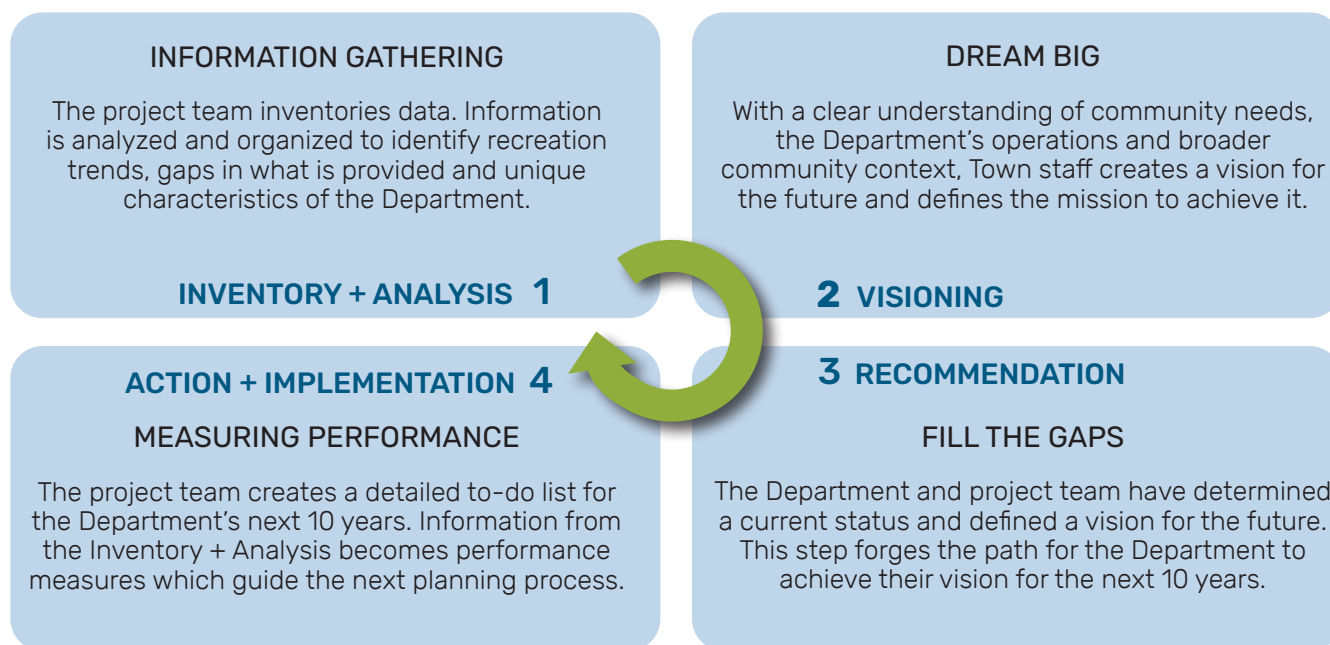 INFORMATION GATHERING
The project team inventories data. Information
is analyzed and organized to identify recreation
trends, gaps in what is provided and unique
characteristics of the Department.
INVENTORY + ANALYSIS 1
DREAM BIG
With a clear understanding of community needs,
the Department’s operations and broader
community context, Town staff creates a vision for
the future and defines the mission to achieve it.
2 VISIONING
3 RECOMMENDATION
FILL THE GAPS
The Department and project team have determined
a current status and defined a vision for the future.
This step forges the path for the Department to
achieve their vision for the next 10 years.
ACTION + IMPLEMENTATION 4
MEASURING PERFORMANCE
The project team creates a detailed to-do list for
the Department’s next 10 years. Information from
the Inventory + Analysis becomes performance
measures which guide the next planning process.